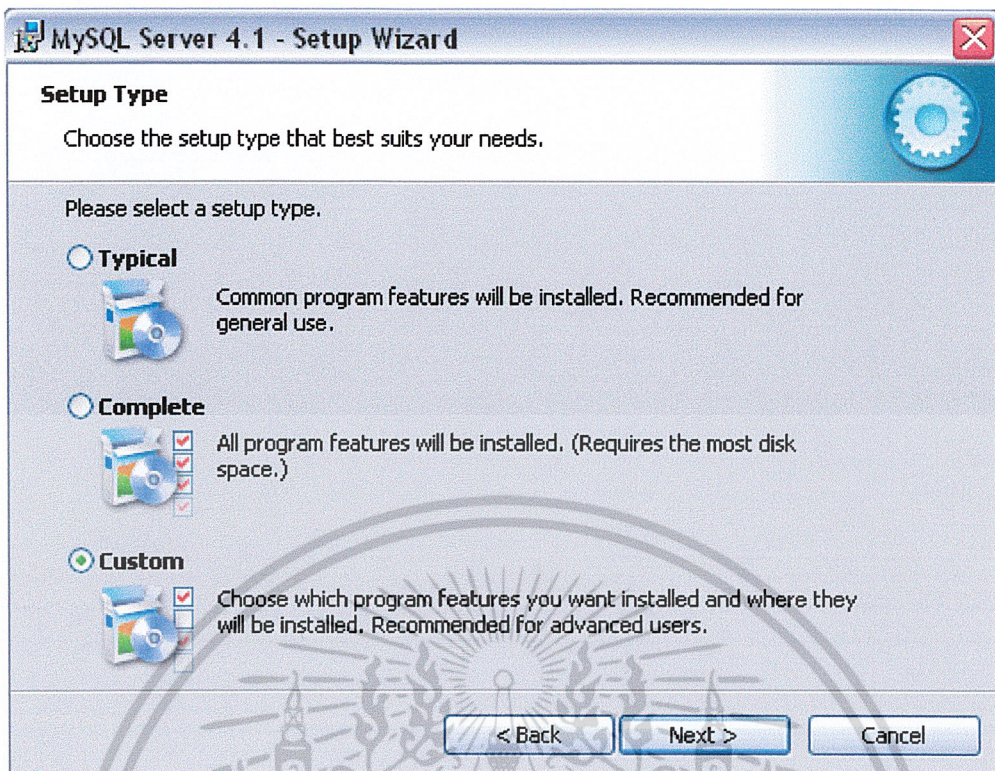 MySQL Server 4.1 - Setup Wizard
Setup Type
Choose the setup type that best suits your needs.
Please select a setup type.
Typical
Common program features will be installed. Recommended for
general use.
Complete
All program features will be installed. (Requires the most disk
space.)
Custom
Choose which program features you want installed and where they
will be installed. Recommended for advanced users.
< Back
Next >
Cancel